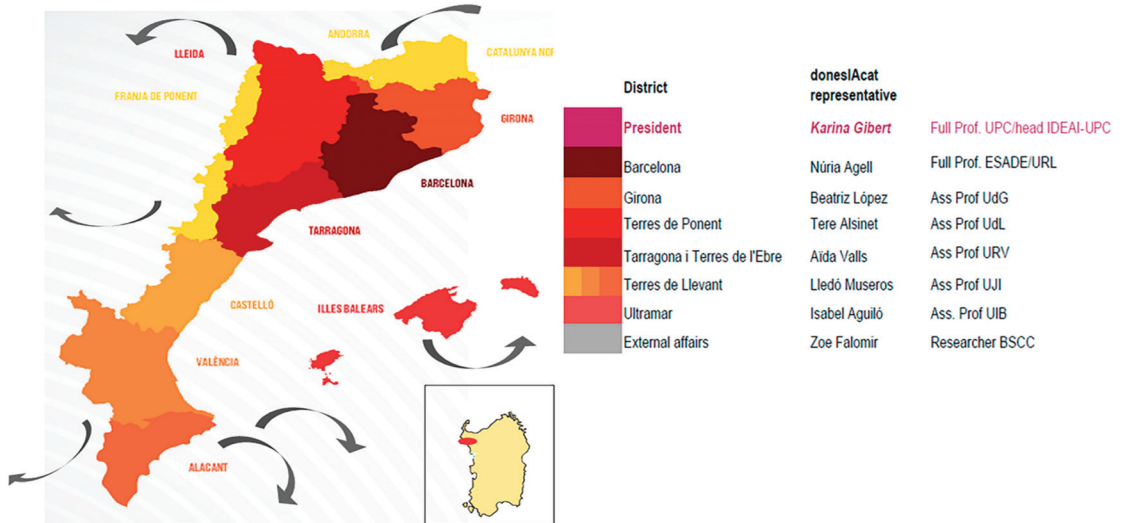 ANDORRA
CATALUNYA NOR
LLEIDA
FRANJA DE PONENT
GIRONA
BARCELONA
TARRAGONA
CASTELLÓ
ILLES BALEARS
VALÈNCIA
ALACANT
District donesIAcat representative
President Karina Gibert Full Prof. UPC/head IDEAI-UPC
Barcelona Núria Agell Full Prof. ESADE/URL
Girona Beatriz López Ass Prof UdG
Terres de Ponent Tere Alsinet Ass Prof UdL
Tarragona i Terres de l'Ebre Aïda Valls Ass Prof URV
Terres de Llevant Lledó Museros Ass Prof UJI
Ultramar Isabel Aguiló Ass. Prof UIB
External affairs Zoe Falomir Researcher BSCC